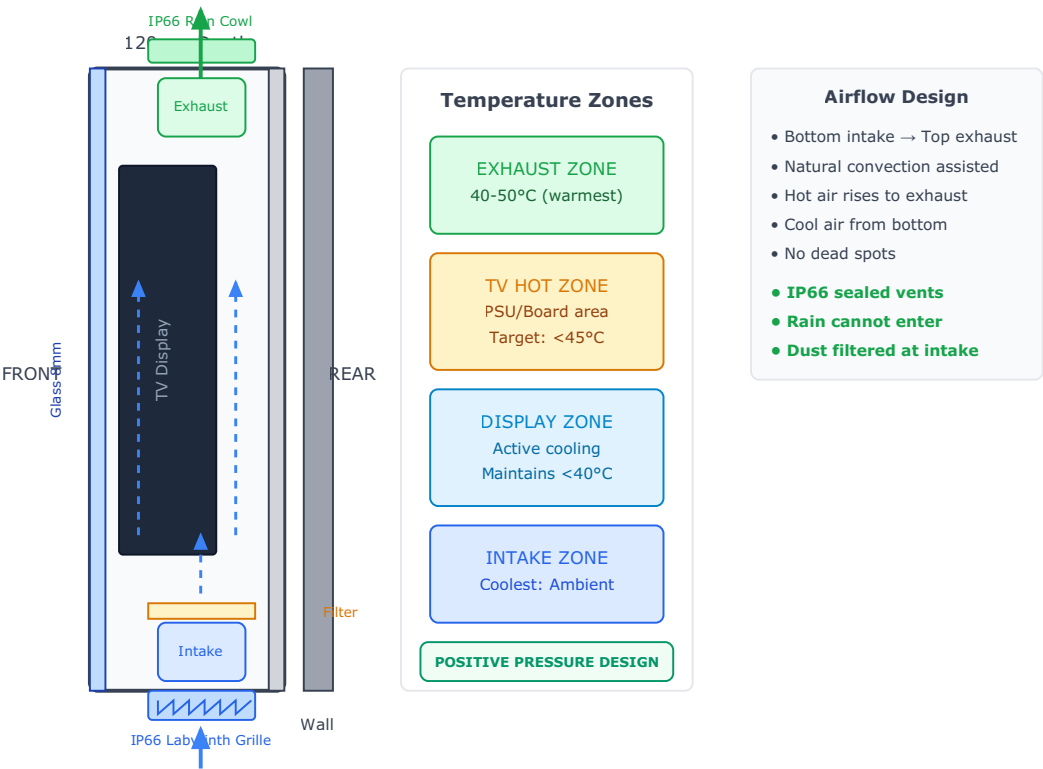 IP66 Rain Cowl
Exhaust
TV Display
FRONT
Glass
REAR
Filter
Intake
Wall
IP66 Labyrinth Grille
Temperature Zones
EXHAUST ZONE
40-50°C (warmest)
TV HOT ZONE
PSU/Board area
Target: <45°C
DISPLAY ZONE
Active cooling
Maintains <40°C
INTAKE ZONE
Coolest: Ambient
POSITIVE PRESSURE DESIGN
Airflow Design
• Bottom intake → Top exhaust
• Natural convection assisted
• Hot air rises to exhaust
• Cool air from bottom
• No dead spots
• IP66 sealed vents
• Rain cannot enter
• Dust filtered at intake